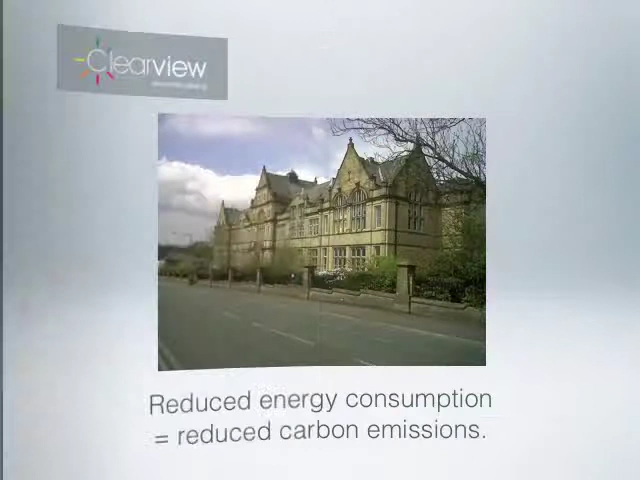 Clearview
Reduced energy consumption
= reduced carbon emissions.